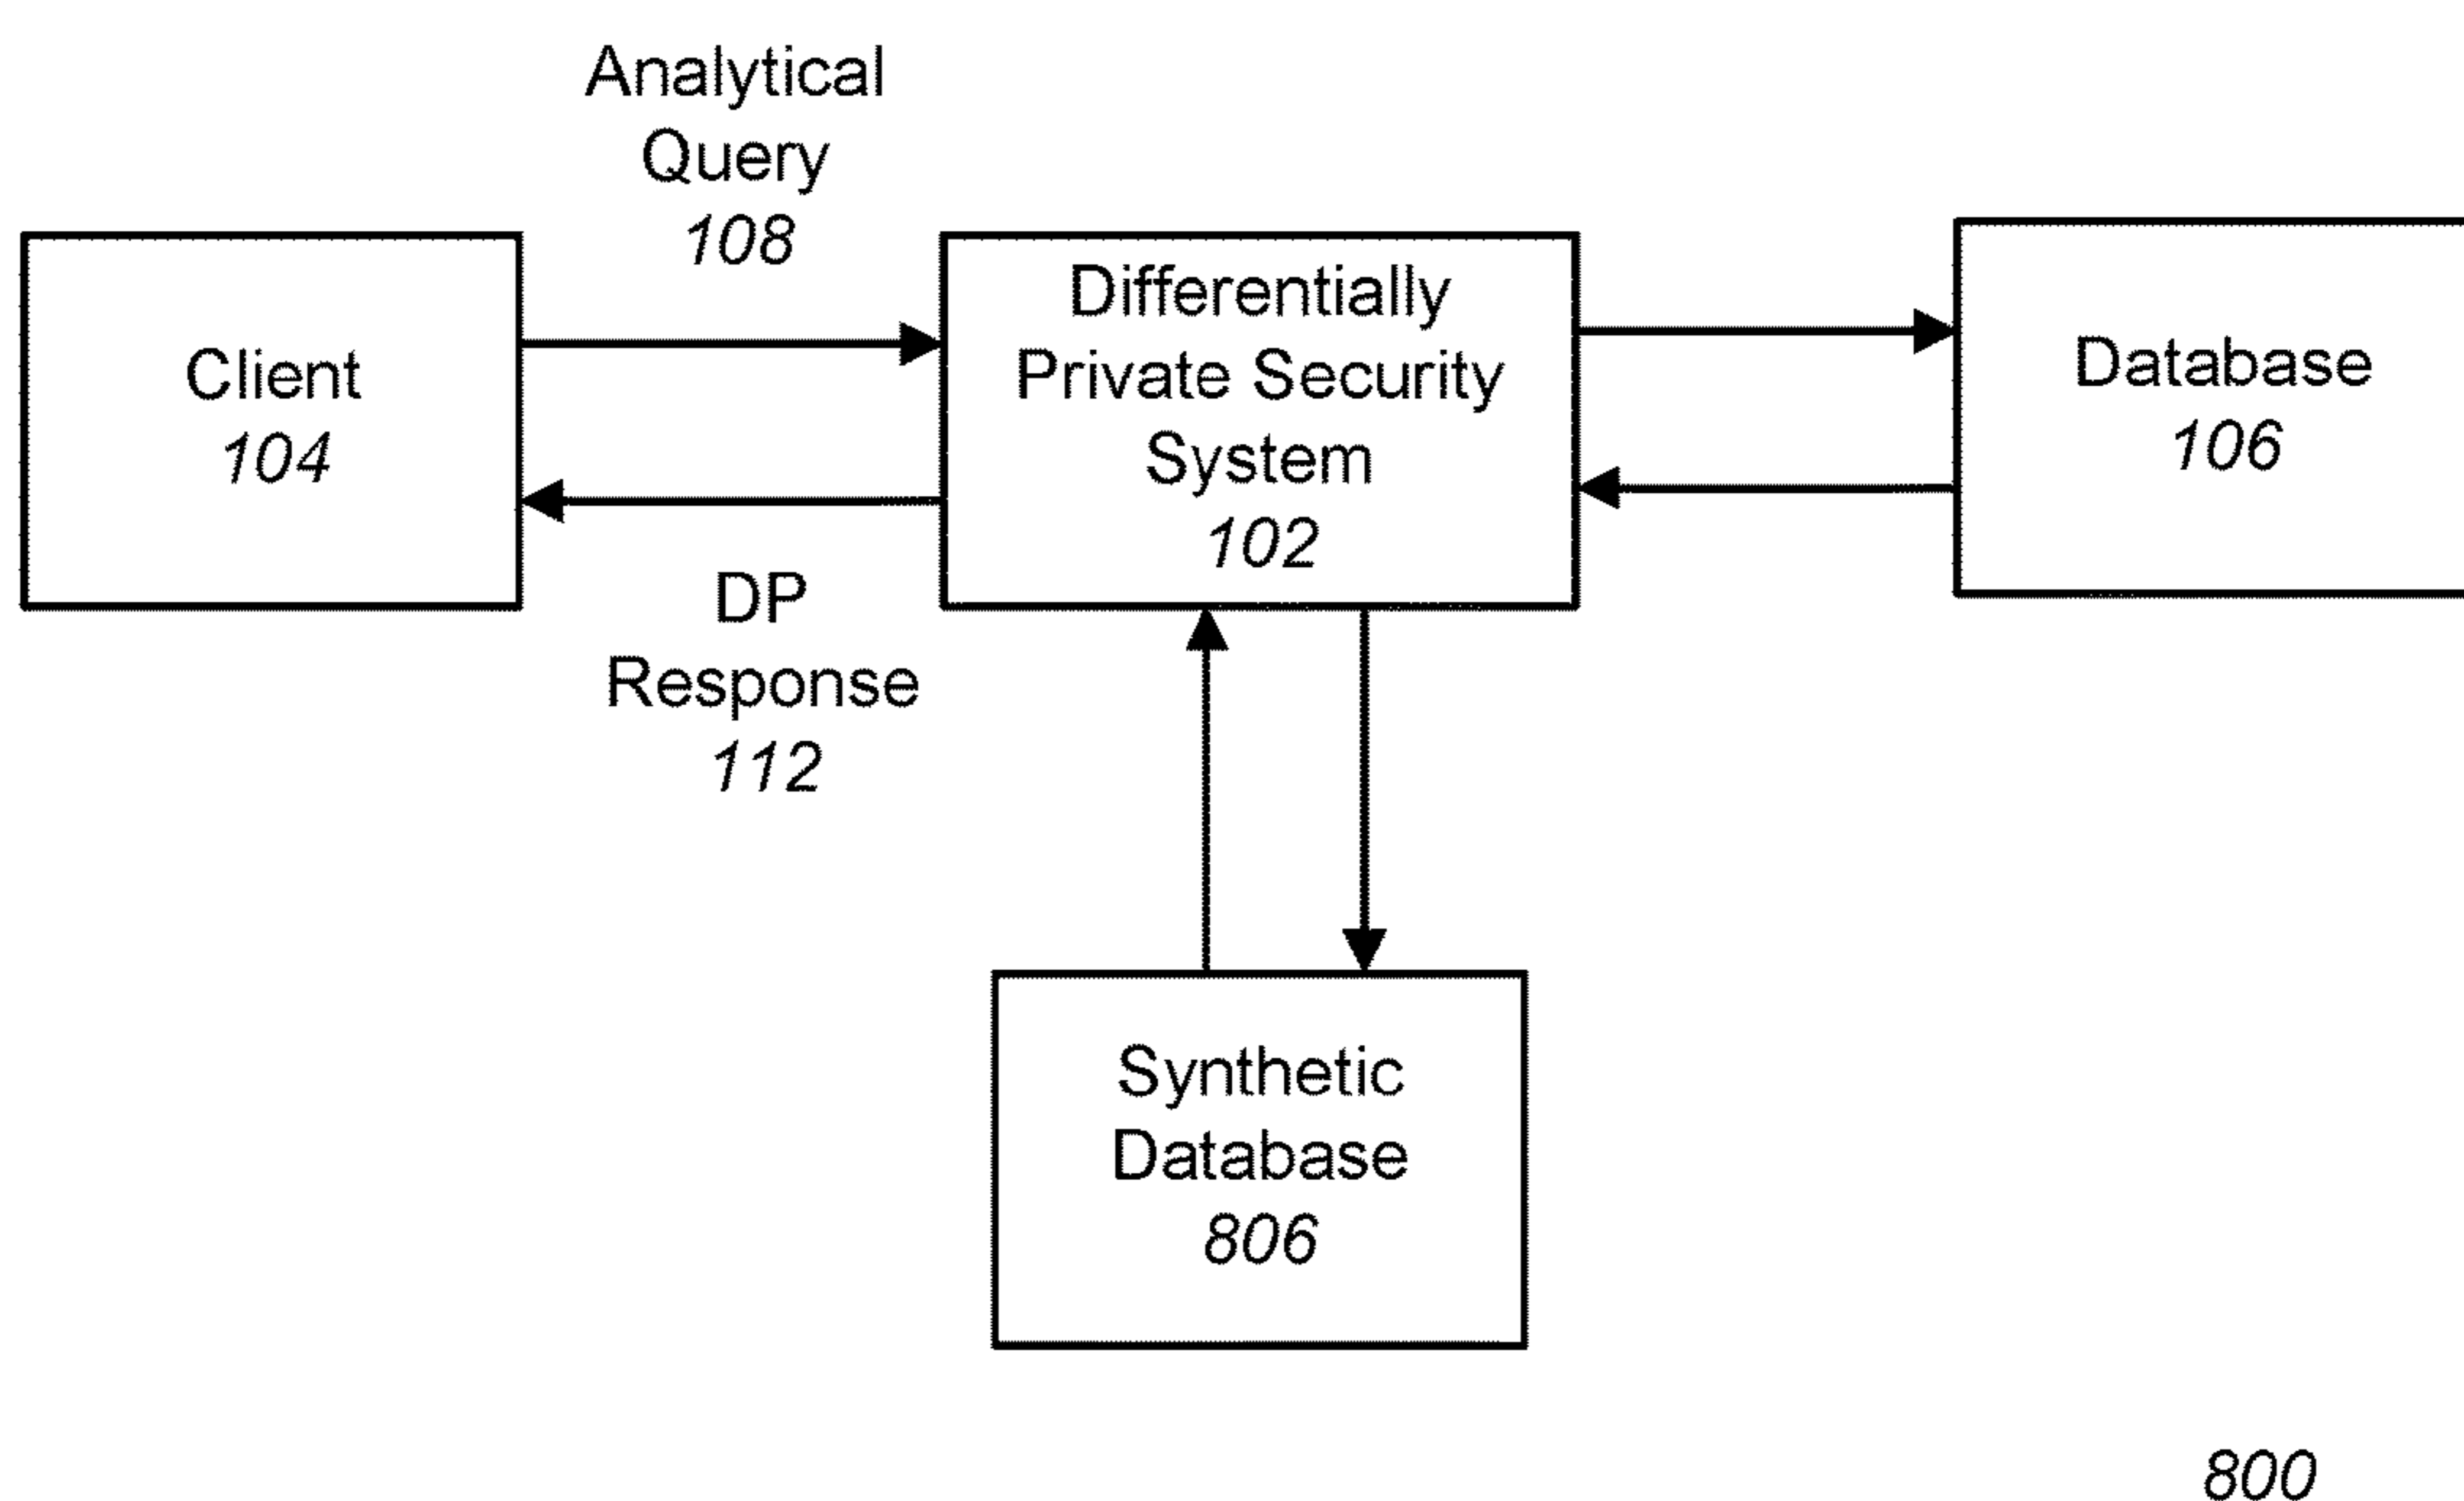 Analytical
Query
108
Client
104
Differentially
Private Security
System
102
Database
106
DP
Response
112
Synthetic
Database
806
800